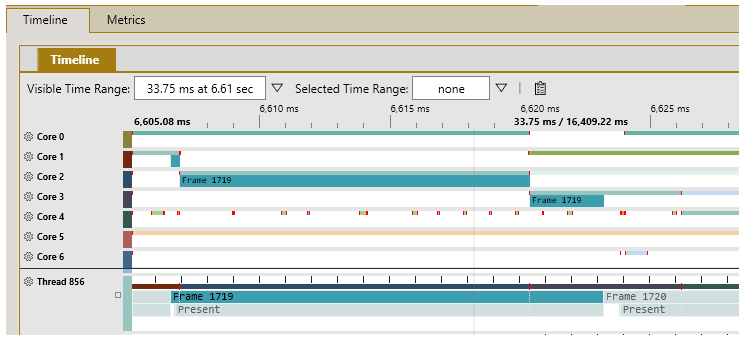 Timeline Metrics
Timeline
Visible Time Range: 33.75 ms at 6.61 sec Selected Time Range: none
6,610 ms 6,615 ms 6,620 ms 6,625 ms
6,605.08 ms 33.75 ms / 16,409.22 ms
Core 0
Core 1
Core 2
Frame 1719
Core 3
Frame 1719
Core 4
Core 5
Core 6
Thread 856
Frame 1719 Frame 1720
Present Present